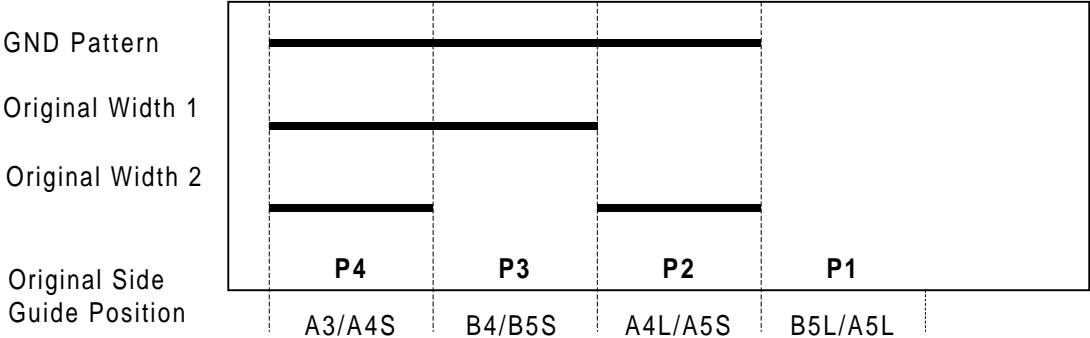 GND Pattern
Original Width 1
Original Width 2
P4 P3 P2 P1
Original Side
Guide Position
A3/A4S B4/B5S A4L/A5S B5L/A5L